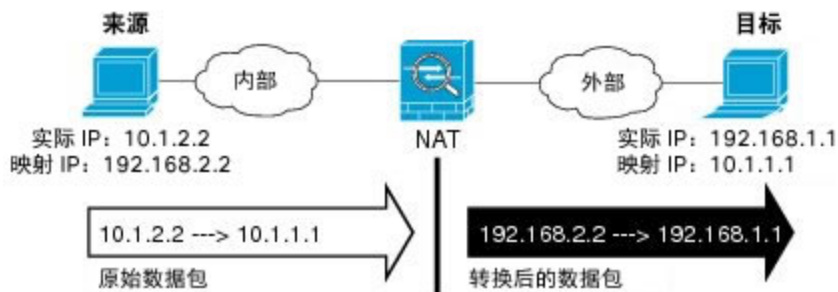 来源
目标
内部
外部
NAT
实际 IP：10.1.2.2
映射 IP：192.168.2.2
实际 IP：192.168.1.1
映射 IP：10.1.1.1
10.1.2.2 ---> 10.1.1.1
192.168.2.2 ---> 192.168.1.1
原始数据包
转换后的数据包